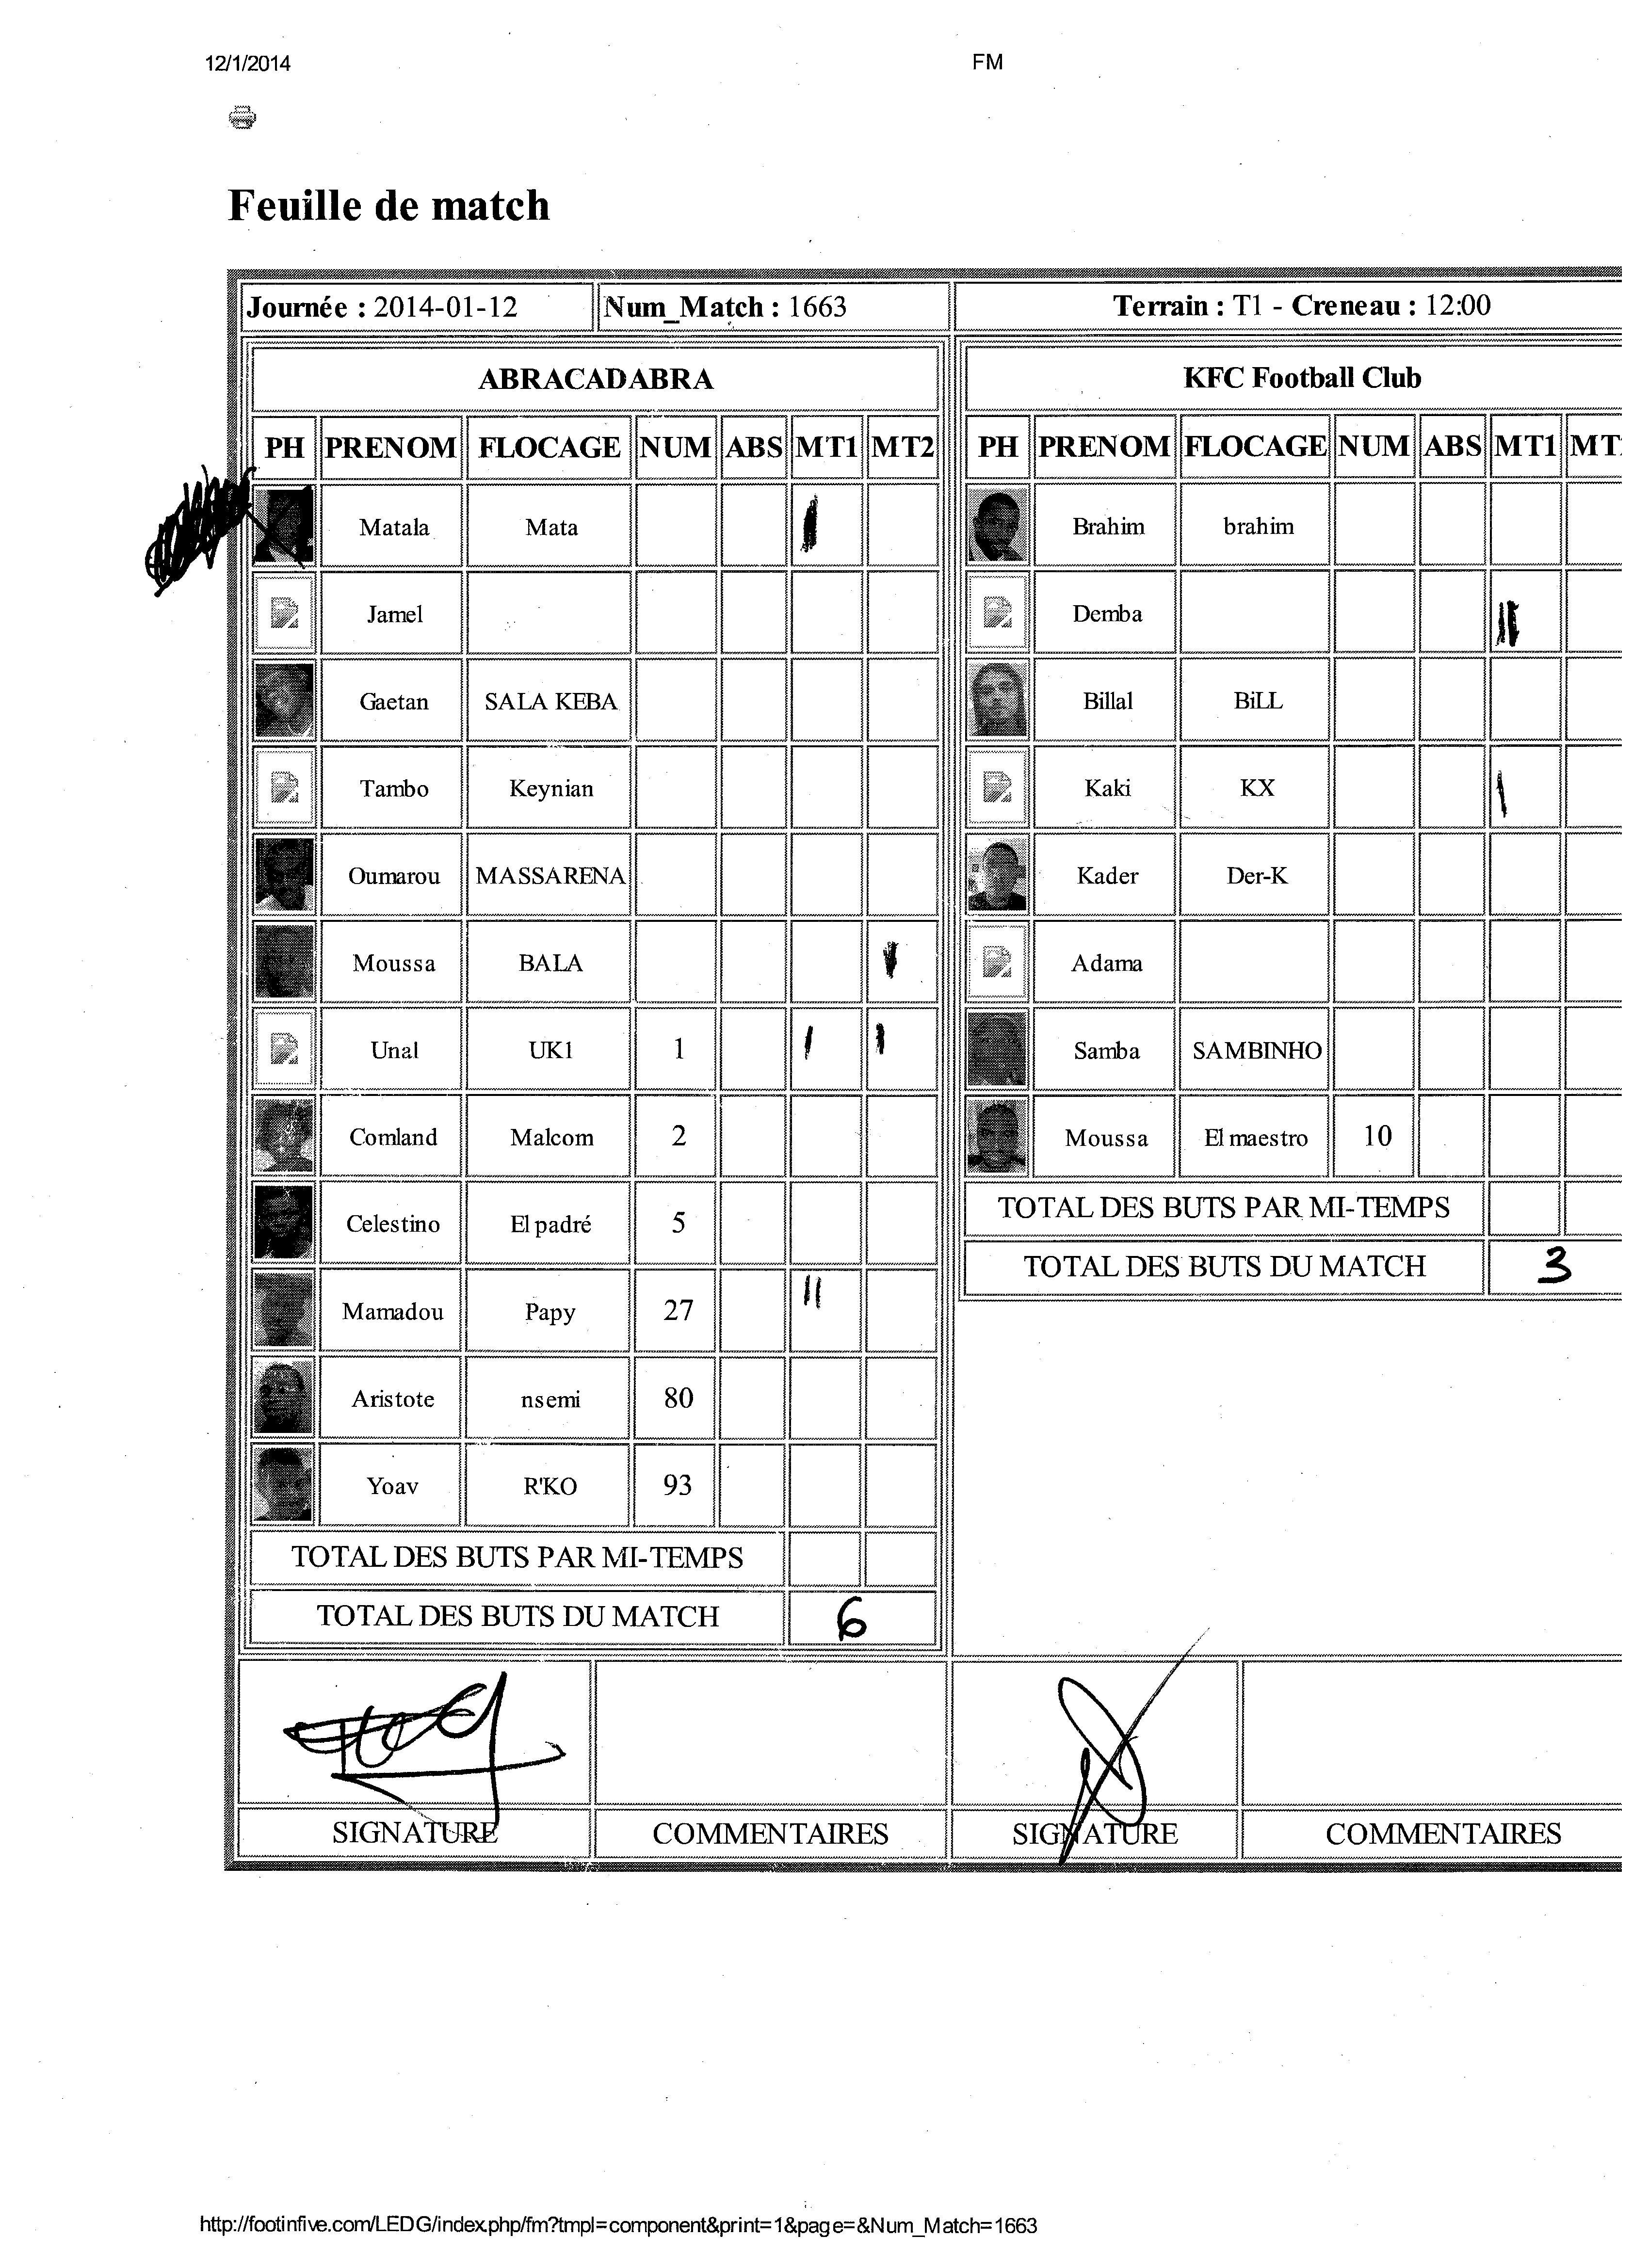 12/1/2014 FM
Feuille de match
Journée : 2014-01-12 Num_Match : 1663 Terrain : T1 - Creneau : 12:00
ABRACADABRA KFC Football Club
PH PRENOM FLOCAGE NUM ABS MT1 MT2 PH PRENOM FLOCAGE NUM ABS MT1 MT
Matala Mata Brahim brahim
Jamel Demba
Gaetan SALA KEBA Billal BiLL
Tambo Keynian Kaki KX
Oumarou MASSARENA Kader Der-K
Moussa BALA Adama
Unal UK1 1 Samba SAMBINHO
Comland Malcom 2 Moussa El maestro 10
Celestino El padré 5 TOTAL DES BUTS PAR MI-TEMPS
TOTAL DES BUTS DU MATCH 3
Mamadou Papy 27
Aristote nsemi 80
Yoav R'KO 93
TOTAL DES BUTS PAR MI-TEMPS
TOTAL DES BUTS DU MATCH 6
SIGNATURE COMMENTAIRES SIGNATURE COMMENTAIRES
http://footinfive.com/LEDG/index.php/fm?tmpl=component&print=1&page=&Num_Match=1663